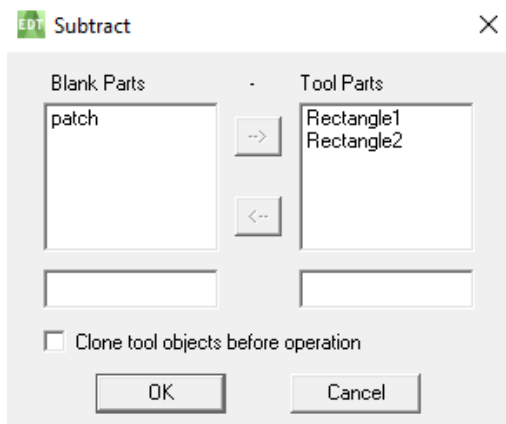 EDT Subtract
Blank Parts - Tool Parts
patch
Rectangle1
Rectangle2
-->
<--
Clone tool objects before operation
OK Cancel